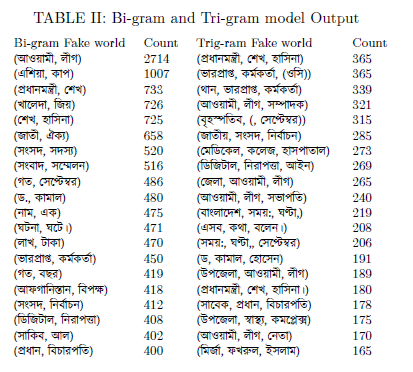 TABLE II: Bi-gram and Tri-gram model Output
Bi-gram Fake world Count Trig-ram Fake world Count
(আওয়ামী, লীগ) 2714 (প্রধানমন্ত্রী, শেখ, হাসিনা) 365
(এশিয়া, কাপ) 1007 (ভারপ্রাপ্ত, কর্মকর্তা, (ওসি)) 365
(প্রধানমন্ত্রী, শেখ) 733 (থান, ভারপ্রাপ্ত, কর্মকর্তা) 339
(খালেদা, জিয়) 726 (আওয়ামী, লীগ, সম্পাদক) 321
(শেখ, হাসিনা) 725 (বৃহস্পতিব, (, সেপ্টেম্বর)) 315
(জাতী, ঐক্য) 658 (জাতীয়, সংসদ, নির্বাচন) 285
(সংসদ, সদস্য) 520 (মেডিকেল, কলেজ, হাসপাতাল) 273
(সংবাদ, সম্মেলন) 516 (ডিজিটাল, নিরাপত্তা, আইন) 269
(গত, সেপ্টেম্বর) 486 (জেলা, আওয়ামী, লীগ) 265
(ড., কামাল) 480 (আওয়ামী, লীগ, সভাপতি) 240
(নাম, এক) 475 (বাংলাদেশ, সময়:, ঘণ্টা,) 219
(ঘটনা, ঘটে।) 471 (এসব, কথা, বলেন।) 208
(লাখ, টাকা) 470 (সময়:, ঘণ্টা,, সেপ্টেম্বর) 206
(ভারপ্রাপ্ত, কর্মকর্তা) 450 (ড, কামাল, হোসেন) 191
(গত, বছর) 419 (উপজেলা, আওয়ামী, লীগ) 189
(আফগানিস্তান, বিপক্ষ) 418 (প্রধানমন্ত্রী, শেখ, হাসিনা।) 180
(সংসদ, নির্বাচন) 412 (সাবেক, প্রধান, বিচারপতি) 178
(ডিজিটাল, নিরাপত্তা) 408 (উপজেলা, স্বাস্থ্য, কমপ্লেক্স) 175
(সাকিব, আল) 402 (আওয়ামী, লীগ, নেতা) 170
(প্রধান, বিচারপতি) 400 (মির্জা, ফখরুল, ইসলাম) 165